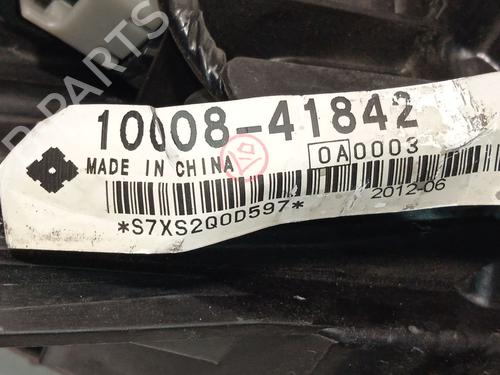 10008-41842
MADE IN CHINA
0A0003
2012-06
*S7XS2Q0D597*
PARTS